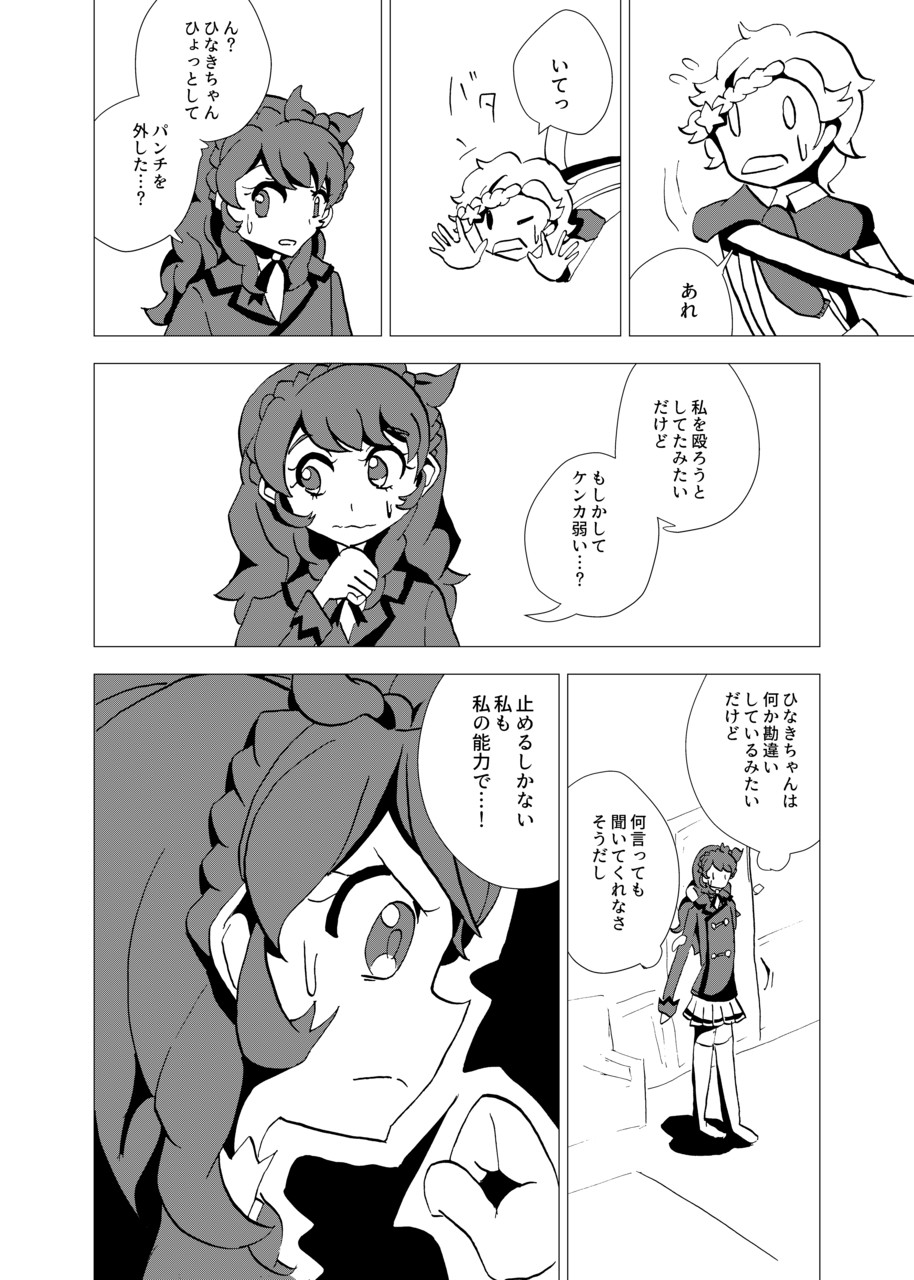 あれ
いてっ
バタ
ん？
ひなきちゃん
ひょっとして
パンチを
外した…？
私を殴ろうと
してたみたい
だけど
もしかして
ケンカ弱い…？
ひなきちゃんは
何か勘違い
しているみたい
だけど
何言っても
聞いてくれなさ
そうだし
止めるしかない
私も
私の能力で…！